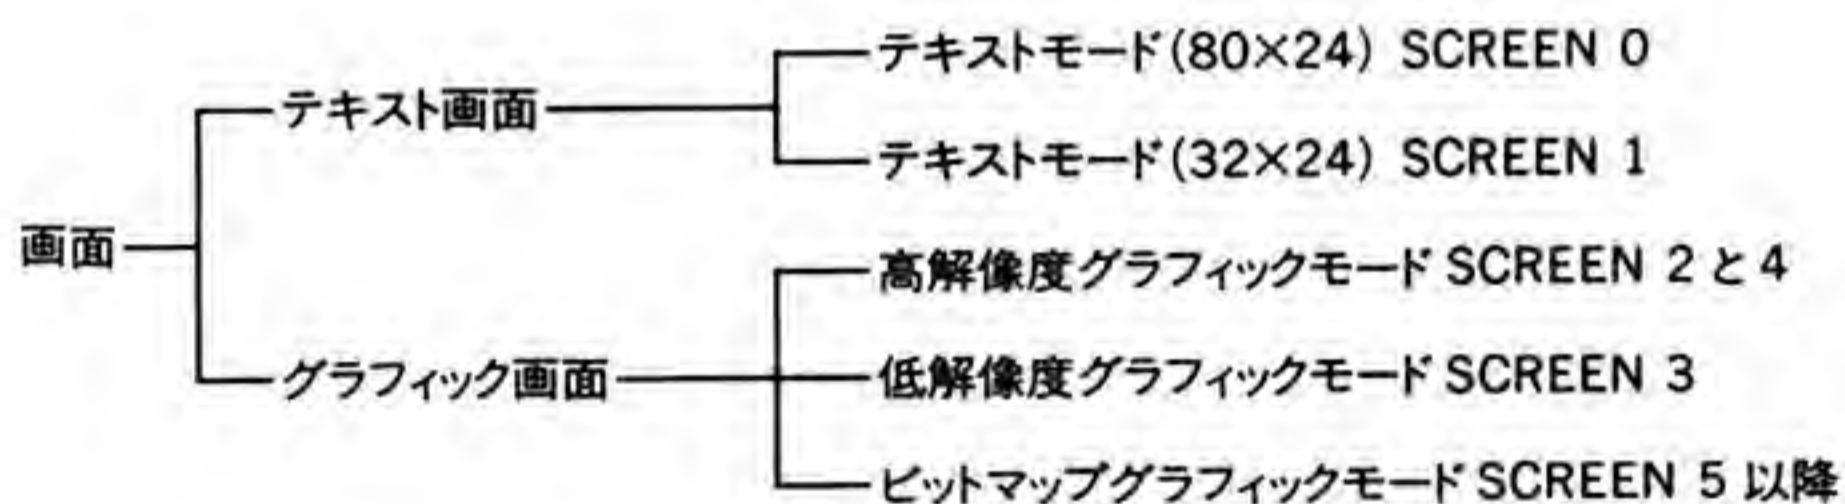 テキストモード(80×24) SCREEN 0
テキスト画面
テキストモード(32×24) SCREEN 1
画面
高解像度グラフィックモード SCREEN 2 と 4
グラフィック画面
低解像度グラフィックモード SCREEN 3
ビットマップグラフィックモード SCREEN 5 以降